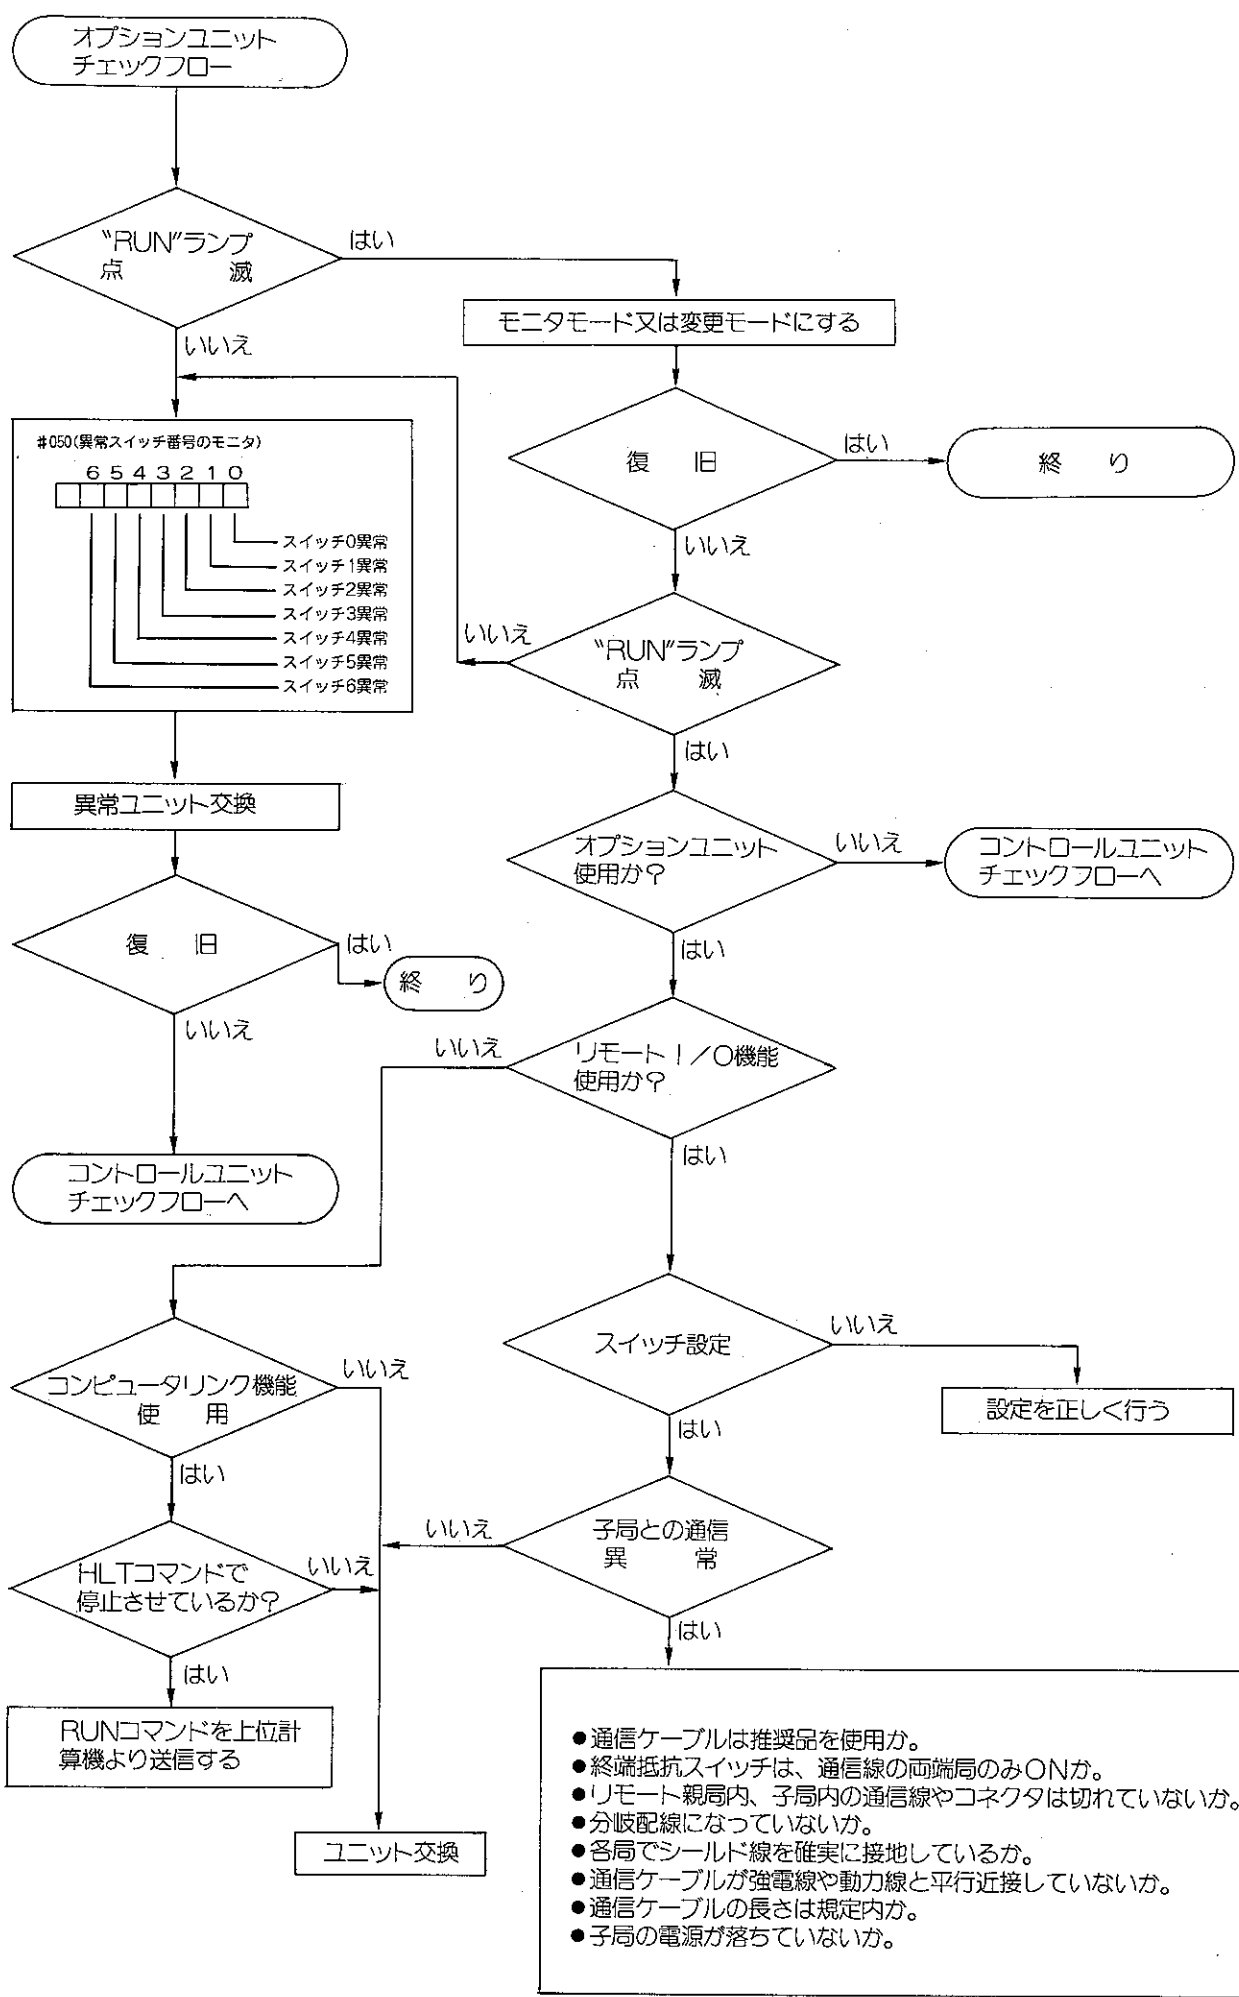 オプションユニット
チェックフロー
"RUN"ランプ
点 滅
はい
いいえ
モニタモード又は変更モードにする
#050(異常スイッチ番号のモニタ)
6 5 4 3 2 1 0
スイッチ0異常
スイッチ1異常
スイッチ2異常
スイッチ3異常
スイッチ4異常
スイッチ5異常
スイッチ6異常
復 旧
はい
終 り
いいえ
"RUN"ランプ
点 滅
いいえ
はい
異常ユニット交換
オプションユニット
使用か?
いいえ
コントロールユニット
チェックフローへ
はい
復 旧
はい
終 り
いいえ
コントロールユニット
チェックフローへ
リモートI/O機能
使用か?
いいえ
はい
スイッチ設定
いいえ
設定を正しく行う
はい
コンピュータリンク機能
使 用
いいえ
はい
子局との通信
異 常
いいえ
はい
HLTコマンドで
停止させているか?
いいえ
はい
RUNコマンドを上位計
算機より送信する
ユニット交換
●通信ケーブルは推奨品を使用か。
●終端抵抗スイッチは、通信線の両端局のみONか。
●リモート親局内、子局内の通信線やコネクタは切れていないか。
●分岐配線になっていないか。
●各局でシールド線を確実に接地しているか。
●通信ケーブルが強電線や動力線と平行近接していないか。
●通信ケーブルの長さは規定内か。
●子局の電源が落ちていないか。